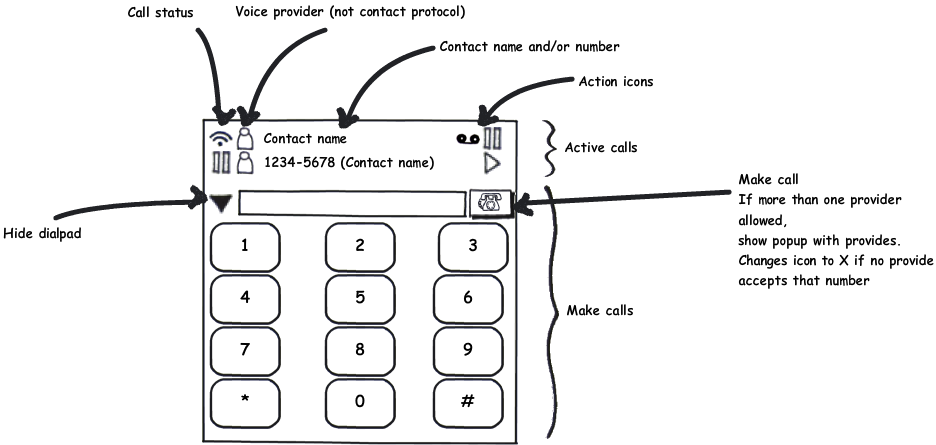 Call status
Voice provider (not contact protocol)
Contact name and/or number
Action icons
Contact name
1234-5678 (Contact name)
Active calls
Make call
If more than one provider
allowed,
show popup with provides.
Changes icon to X if no provide
accepts that number
Hide dialpad
1 2 3
4 5 6
Make calls
7 8 9
* 0 #